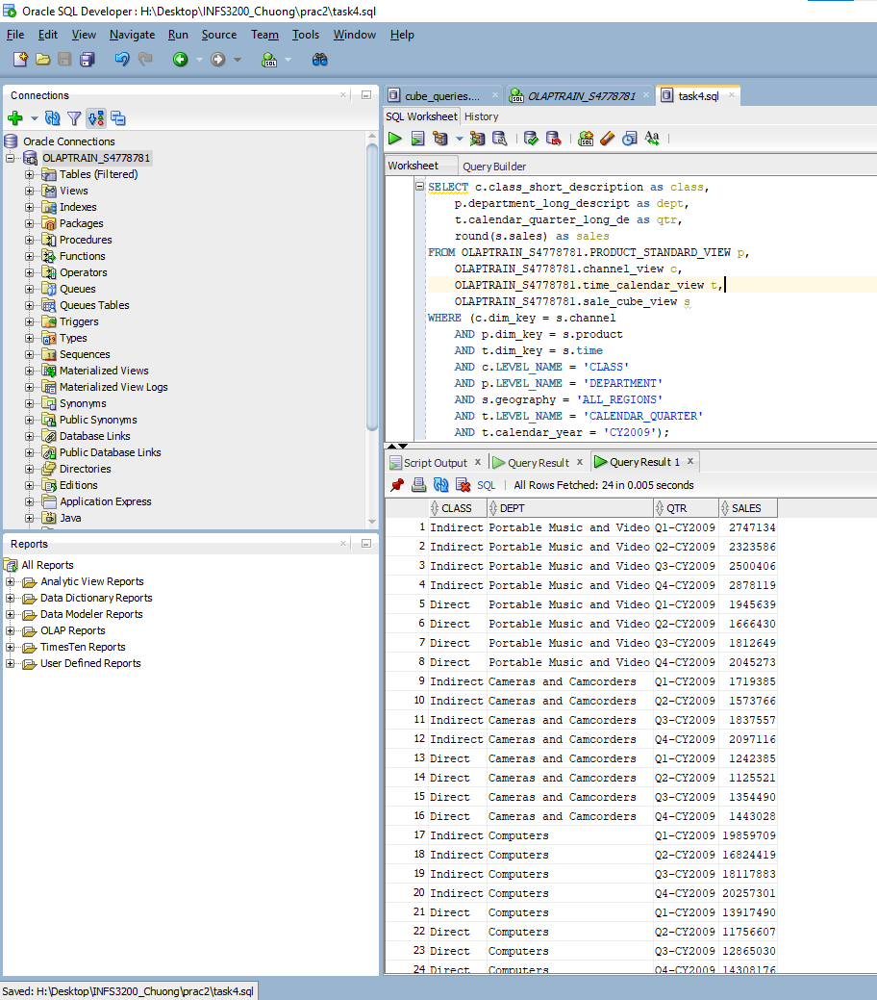 Oracle SQL Developer : H:\Desktop\INFS3200_Chuong\prac2\task4.sql
File Edit View Navigate Run Source Team Tools Window Help
Connections
Oracle Connections
OLAPTRAIN_S4778781
Tables (Filtered)
Views
Indexes
Packages
Procedures
Functions
Operators
Queues
Queues Tables
Triggers
Types
Sequences
Materialized Views
Materialized View Logs
Synonyms
Public Synonyms
Database Links
Public Database Links
Directories
Editions
Application Express
Java
Reports
All Reports
Analytic View Reports
Data Dictionary Reports
Data Modeler Reports
OLAP Reports
TimesTen Reports
User Defined Reports
cube_queries.... OLAPTRAIN_S4778781 task4.sql
SQL Worksheet History
Worksheet Query Builder
SELECT c.class_short_description as class,
p.department_long_descript as dept,
t.calendar_quarter_long_de as qtr,
round(s.sales) as sales
FROM OLAPTRAIN_S4778781.PRODUCT_STANDARD_VIEW p,
OLAPTRAIN_S4778781.channel_view c,
OLAPTRAIN_S4778781.time_calendar_view t,
OLAPTRAIN_S4778781.sale_cube_view s
WHERE (c.dim_key = s.channel
AND p.dim_key = s.product
AND t.dim_key = s.time
AND c.LEVEL_NAME = 'CLASS'
AND p.LEVEL_NAME = 'DEPARTMENT'
AND s.geography = 'ALL_REGIONS'
AND t.LEVEL_NAME = 'CALENDAR_QUARTER'
AND t.calendar_year = 'CY2009');
Script Output Query Result Query Result 1
SQL All Rows Fetched: 24 in 0.005 seconds
CLASS DEPT QTR SALES
1 Indirect Portable Music and Video Q1-CY2009 2747134
2 Indirect Portable Music and Video Q2-CY2009 2323586
3 Indirect Portable Music and Video Q3-CY2009 2500406
4 Indirect Portable Music and Video Q4-CY2009 2878119
5 Direct Portable Music and Video Q1-CY2009 1945639
6 Direct Portable Music and Video Q2-CY2009 1666430
7 Direct Portable Music and Video Q3-CY2009 1812649
8 Direct Portable Music and Video Q4-CY2009 2045273
9 Indirect Cameras and Camcorders Q1-CY2009 1719385
10 Indirect Cameras and Camcorders Q2-CY2009 1573766
11 Indirect Cameras and Camcorders Q3-CY2009 1837557
12 Indirect Cameras and Camcorders Q4-CY2009 2097116
13 Direct Cameras and Camcorders Q1-CY2009 1242385
14 Direct Cameras and Camcorders Q2-CY2009 1125521
15 Direct Cameras and Camcorders Q3-CY2009 1354490
16 Direct Cameras and Camcorders Q4-CY2009 1443028
17 Indirect Computers Q1-CY2009 19859709
18 Indirect Computers Q2-CY2009 16824419
19 Indirect Computers Q3-CY2009 18117883
20 Indirect Computers Q4-CY2009 20257301
21 Direct Computers Q1-CY2009 13917490
22 Direct Computers Q2-CY2009 11756607
23 Direct Computers Q3-CY2009 12865030
24 Direct Computers Q4-CY2009 14308176
Saved: H:\Desktop\INFS3200_Chuong\prac2\task4.sql